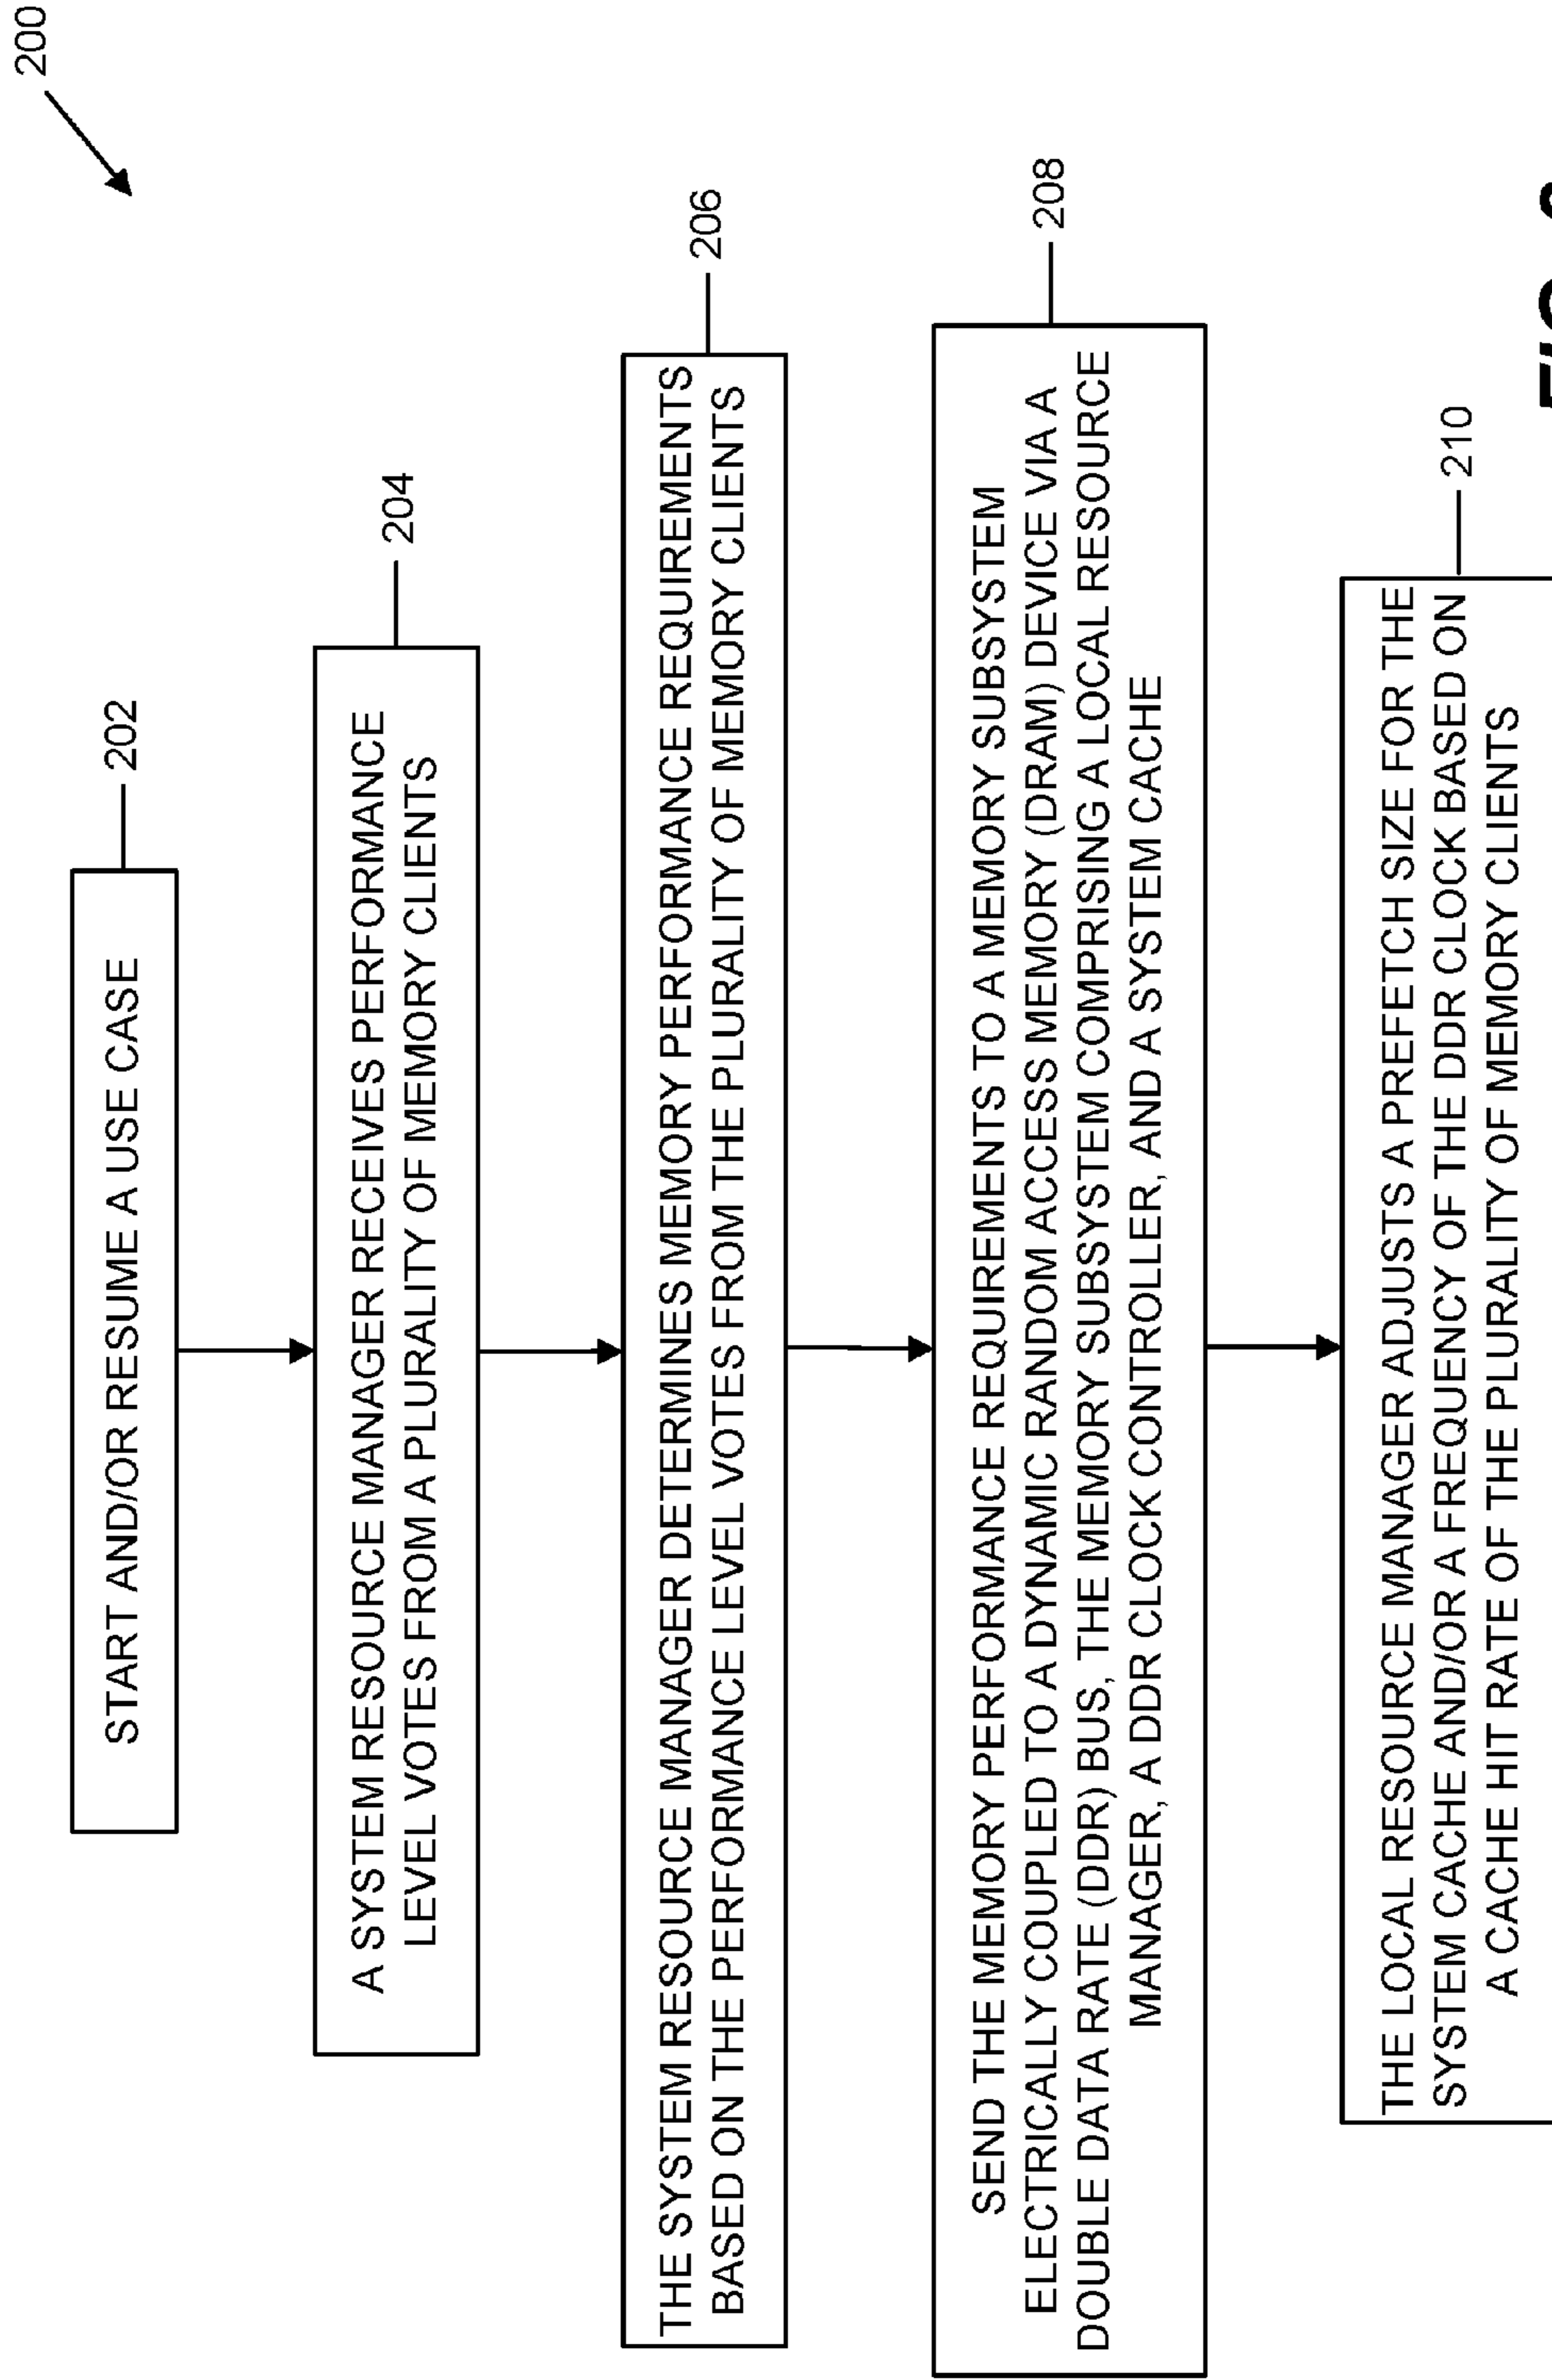 200
START AND/OR RESUME A USE CASE
202
A SYSTEM RESOURCE MANAGER RECEIVES PERFORMANCE
LEVEL VOTES FROM A PLURALITY OF MEMORY CLIENTS
204
THE SYSTEM RESOURCE MANAGER DETERMINES MEMORY PERFORMANCE REQUIREMENTS
BASED ON THE PERFORMANCE LEVEL VOTES FROM THE PLURALITY OF MEMORY CLIENTS
206
SEND THE MEMORY PERFORMANCE REQUIREMENTS TO A MEMORY SUBSYSTEM
ELECTRICALLY COUPLED TO A DYNAMIC RANDOM ACCESS MEMORY (DRAM) DEVICE VIA A
DOUBLE DATA RATE (DDR) BUS, THE MEMORY SUBSYSTEM COMPRISING A LOCAL RESOURCE
MANAGER, A DDR CLOCK CONTROLLER, AND A SYSTEM CACHE
208
THE LOCAL RESOURCE MANAGER ADJUSTS A PREFETCH SIZE FOR THE
SYSTEM CACHE AND/OR A FREQUENCY OF THE DDR CLOCK BASED ON
A CACHE HIT RATE OF THE PLURALITY OF MEMORY CLIENTS
210